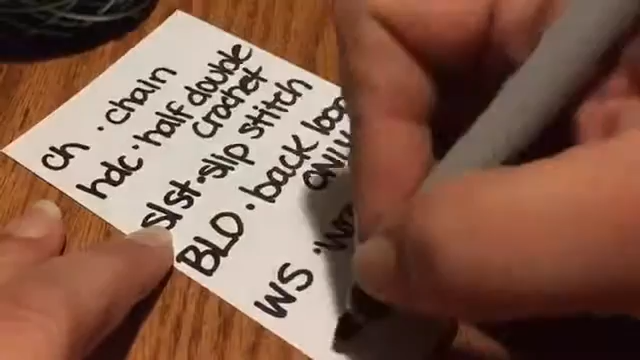 ch · chain
hdc · half double
crochet
slst · slip stitch
BLO · back loop
only
WS ·